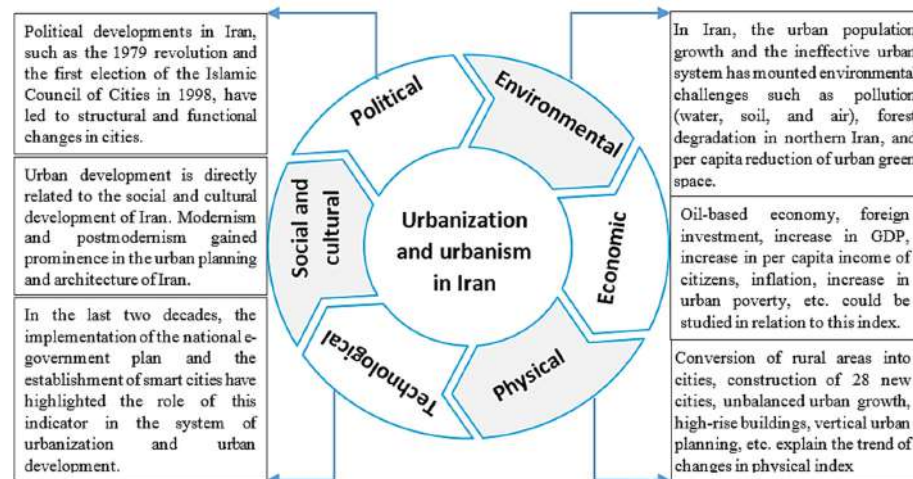 Political developments in Iran,
such as the 1979 revolution and
the first election of the Islamic
Council of Cities in 1998, have
led to structural and functional
changes in cities.
Urban development is directly
related to the social and cultural
development of Iran. Modernism
and postmodernism gained
prominence in the urban planning
and architecture of Iran.
In the last two decades, the
implementation of the national e-
government plan and the
establishment of smart cities have
highlighted the role of this
indicator in the system of
urbanization and urban
development.
Political
Environmental
Social and
cultural
Urbanization
and urbanism
in Iran
Economic
Technological
Physical
In Iran, the urban population
growth and the ineffective urban
system has mounted environmenta
challenges such as pollution
(water, soil, and air), forest
degradation in northern Iran, and
per capita reduction of urban green
space.
Oil-based economy, foreign
investment, increase in GDP,
increase in per capita income of
citizens, inflation, increase in
urban poverty, etc. could be
studied in relation to this index.
Conversion of rural areas into
cities, construction of 28 new
cities, unbalanced urban growth,
high-rise buildings, vertical urban
planning, etc. explain the trend of
changes in physical index